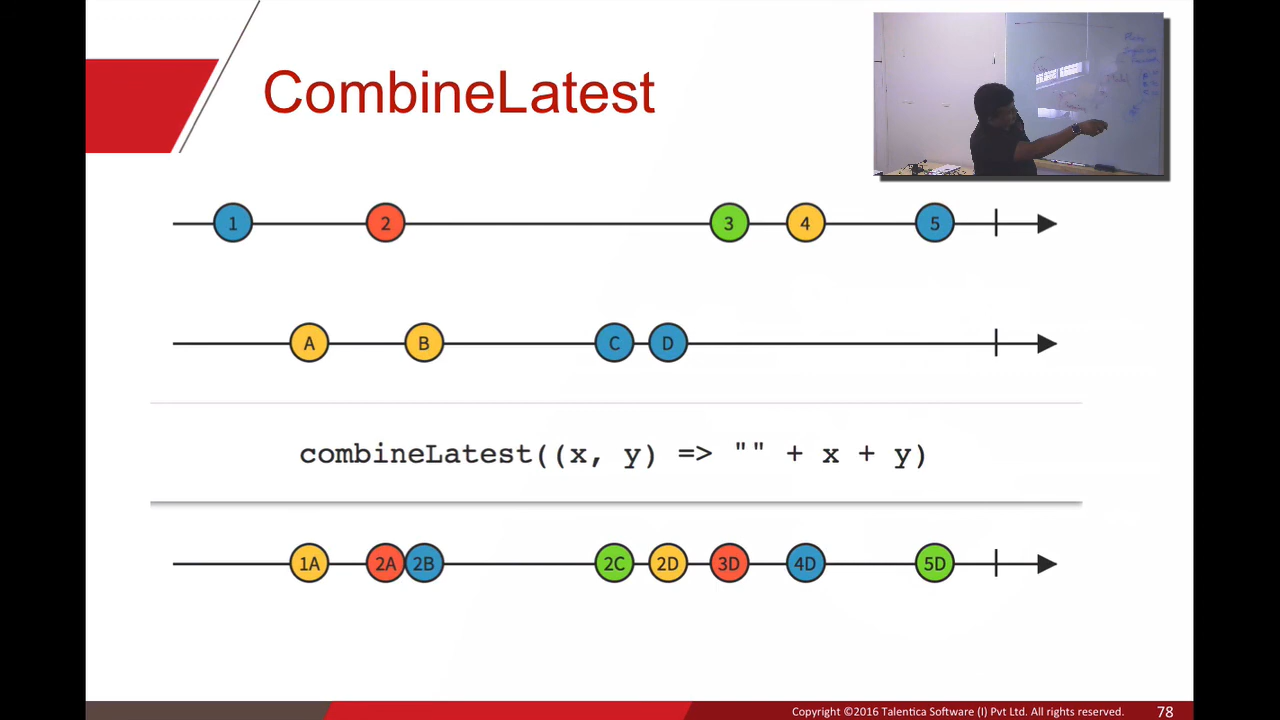 CombineLatest
1 2 3 4 5
A B C D
combineLatest((x, y) => "" + x + y)
1A 2A 2B 2C 2D 3D 4D 5D
Copyright ©2016 Talentica Software (I) Pvt Ltd. All rights reserved. 78